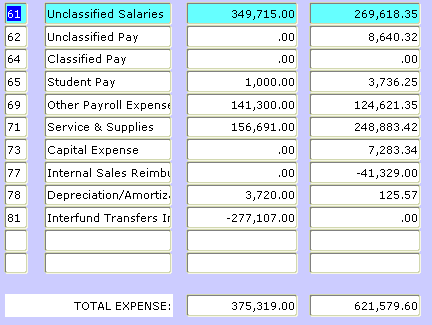 61 Unclassified Salaries 349,715.00 269,618.35
62 Unclassified Pay .00 8,640.32
64 Classified Pay .00 .00
65 Student Pay 1,000.00 3,736.25
69 Other Payroll Expense 141,300.00 124,621.35
71 Service & Supplies 156,691.00 248,883.42
73 Capital Expense .00 7,283.34
77 Internal Sales Reimbu .00 -41,329.00
78 Depreciation/Amortiz 3,720.00 125.57
81 Interfund Transfers In -277,107.00 .00
TOTAL EXPENSE: 375,319.00 621,579.60